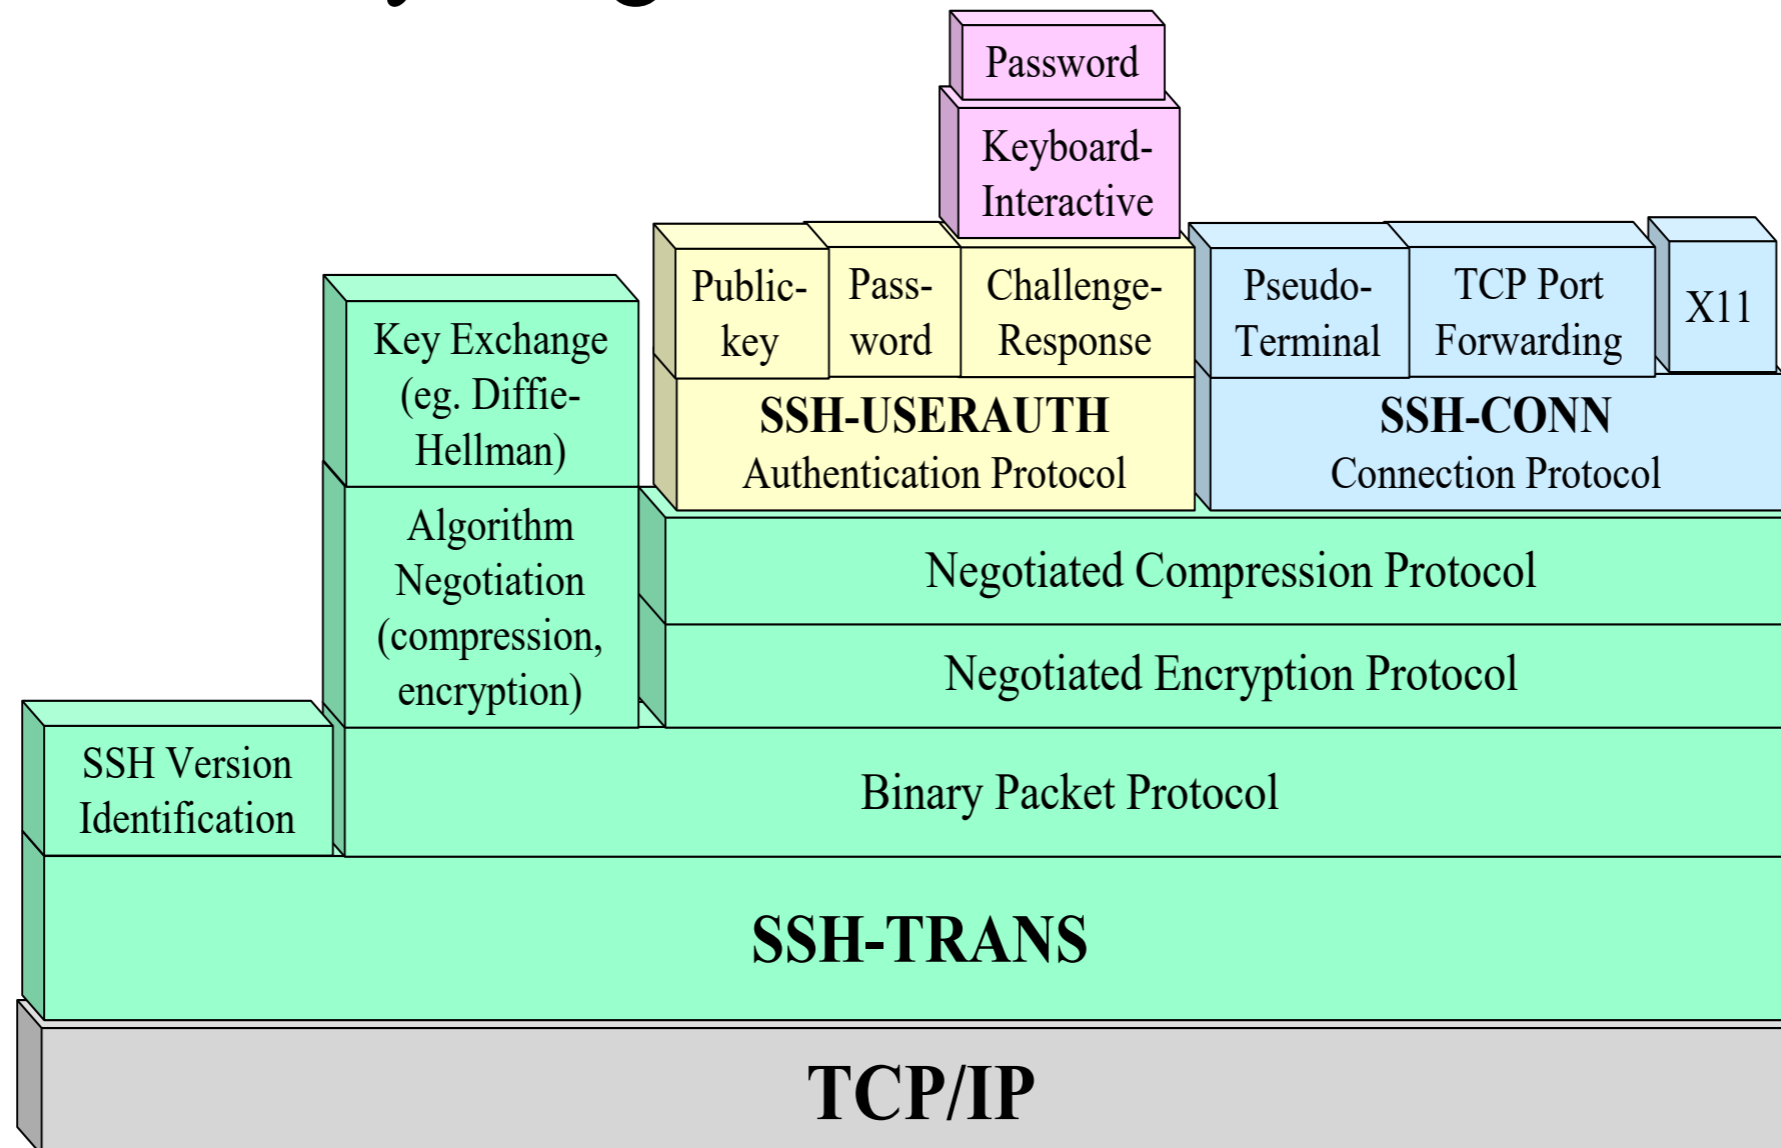 Password
Keyboard-
Interactive
Public-
key
Pass-
word
Challenge-
Response
Pseudo-
Terminal
TCP Port
Forwarding
X11
Key Exchange
(eg. Diffie-
Hellman)
SSH-USERAUTH
Authentication Protocol
SSH-CONN
Connection Protocol
Algorithm
Negotiation
(compression,
encryption)
Negotiated Compression Protocol
Negotiated Encryption Protocol
SSH Version
Identification
Binary Packet Protocol
SSH-TRANS
TCP/IP